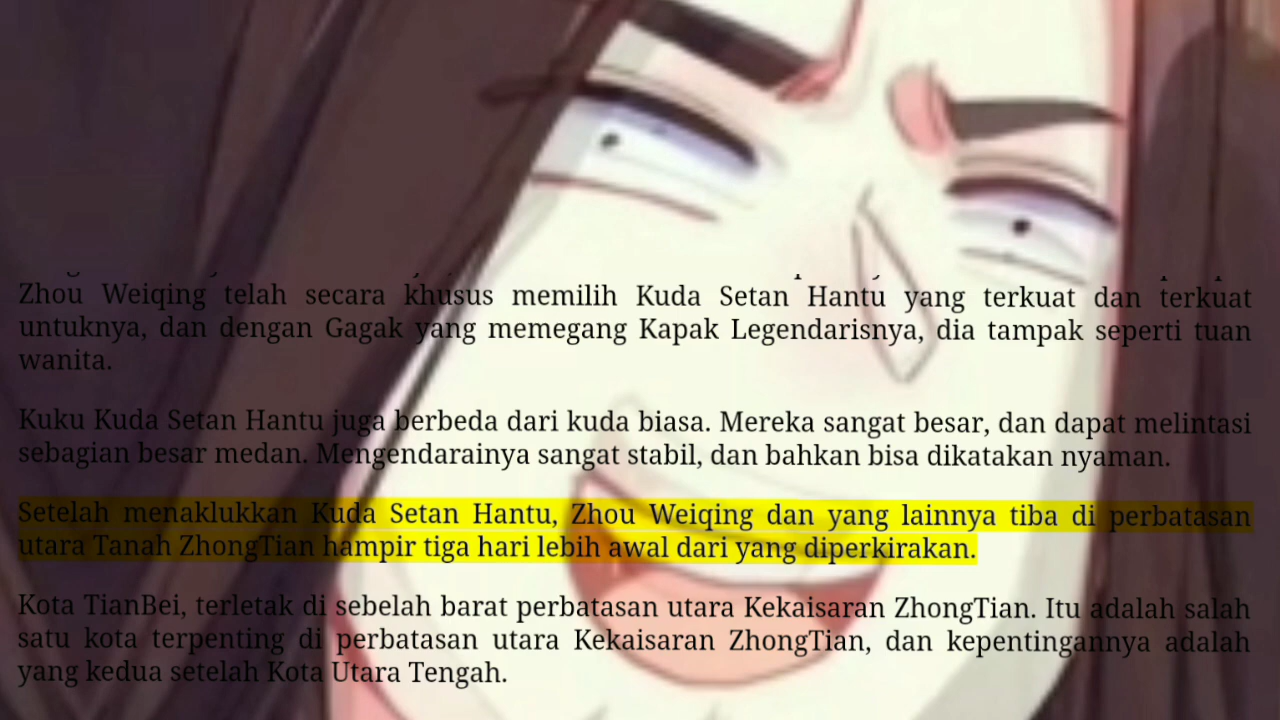 Zhou Weiqing telah secara khusus memilih Kuda Setan Hantu yang terkuat dan terkuat
untuknya, dan dengan Gagak yang memegang Kapak Legendarisnya, dia tampak seperti tuan
wanita.
Kuku Kuda Setan Hantu juga berbeda dari kuda biasa. Mereka sangat besar, dan dapat melintasi
sebagian besar medan. Mengendarainya sangat stabil, dan bahkan bisa dikatakan nyaman.
Setelah menaklukkan Kuda Setan Hantu, Zhou Weiqing dan yang lainnya tiba di perbatasan
utara Tanah ZhongTian hampir tiga hari lebih awal dari yang diperkirakan.
Kota TianBei, terletak di sebelah barat perbatasan utara Kekaisaran ZhongTian. Itu adalah salah
satu kota terpenting di perbatasan utara Kekaisaran ZhongTian, dan kepentingannya adalah
yang kedua setelah Kota Utara Tengah.